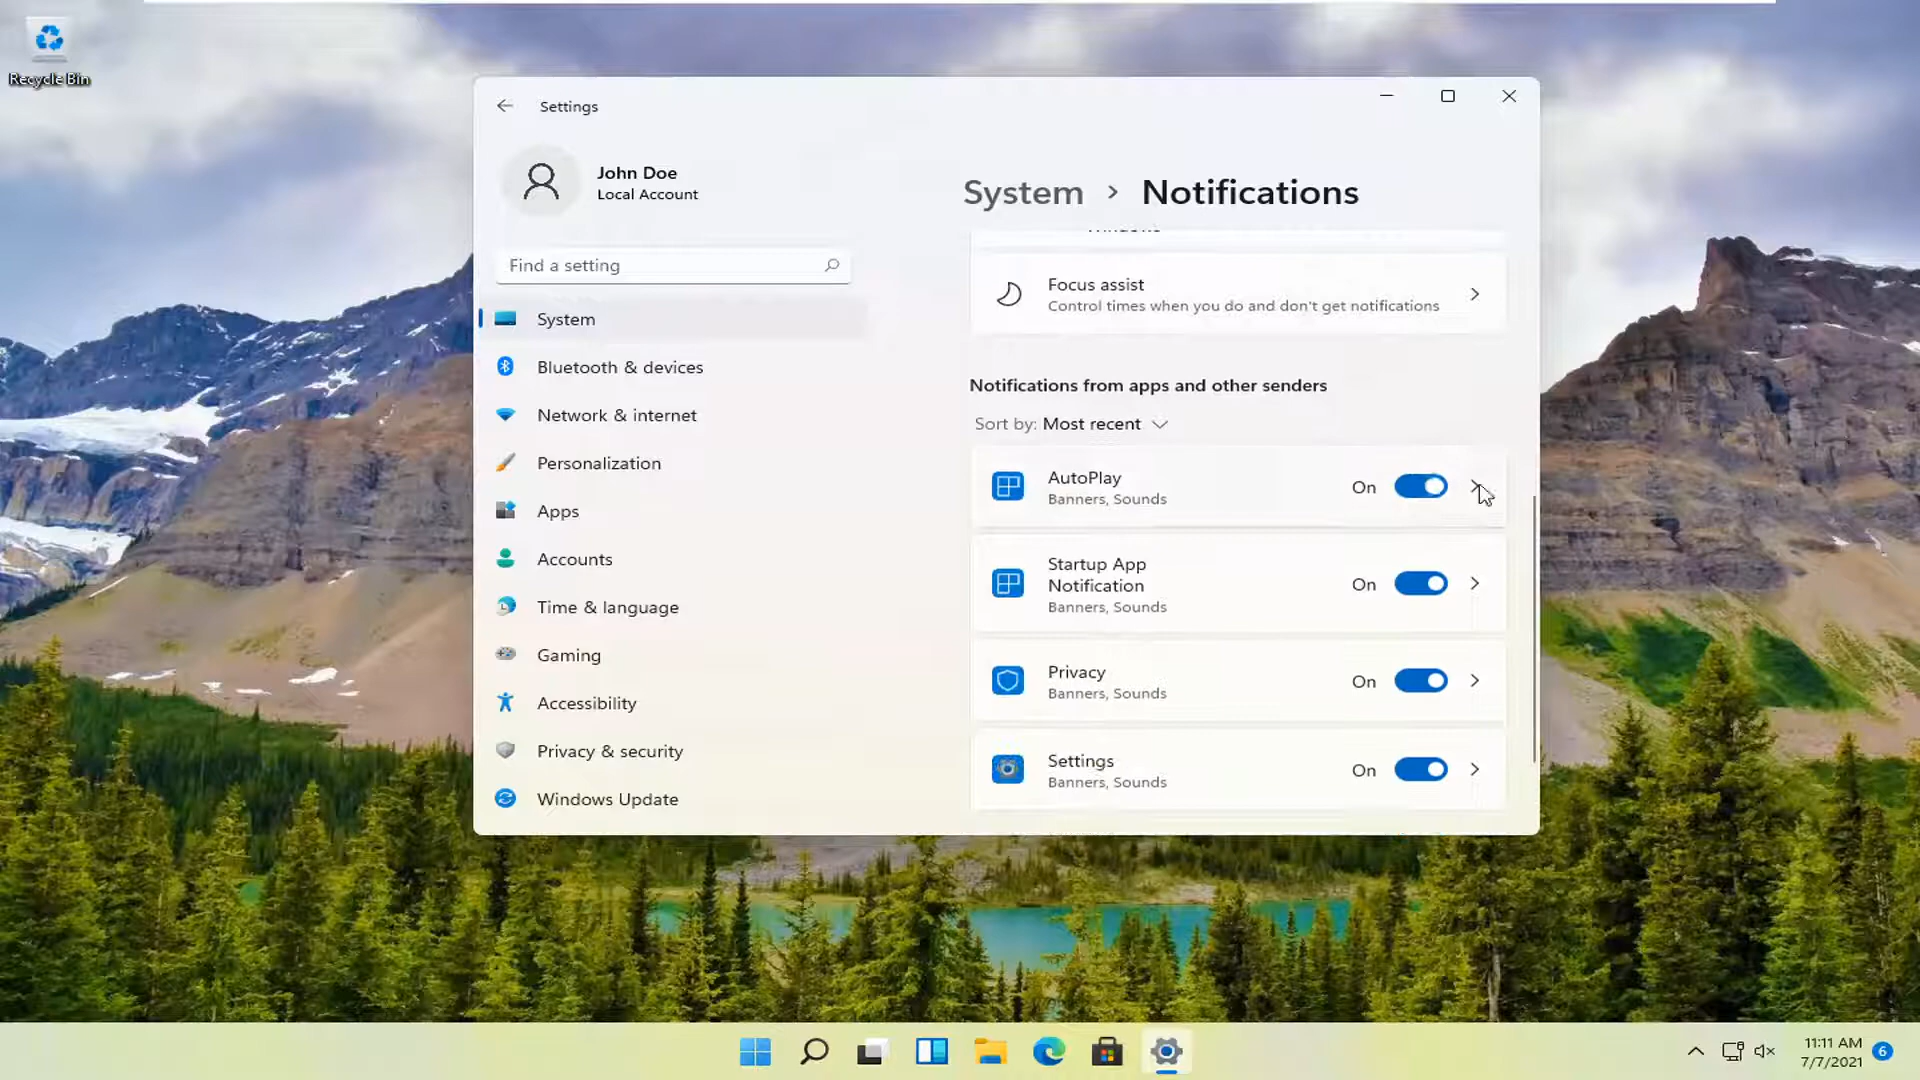 Recycle Bin
Settings
John Doe
Local Account
Find a setting
System
Bluetooth & devices
Network & internet
Personalization
Apps
Accounts
Time & language
Gaming
Accessibility
Privacy & security
Windows Update
System > Notifications
Focus assist
Control times when you do and don't get notifications
Notifications from apps and other senders
Sort by: Most recent
AutoPlay
Banners, Sounds
On
Startup App
Notification
Banners, Sounds
On
Privacy
Banners, Sounds
On
Settings
Banners, Sounds
On
11:11 AM
7/7/2021
6